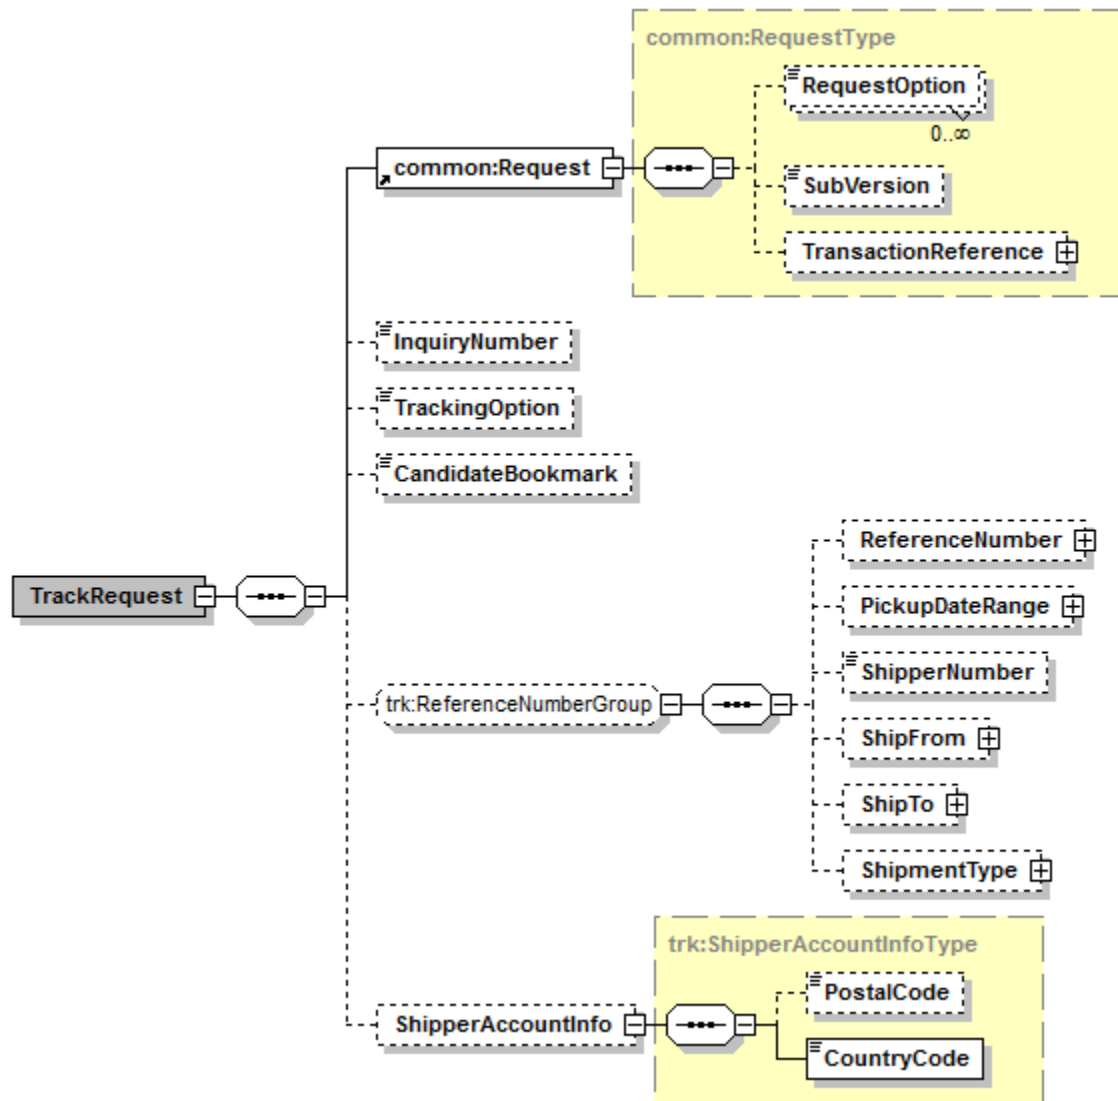 common:RequestType
RequestOption
0..∞
common:Request
SubVersion
TransactionReference
InquiryNumber
TrackingOption
CandidateBookmark
TrackRequest
ReferenceNumber
PickupDateRange
trk:ReferenceNumberGroup
ShipperNumber
ShipFrom
ShipTo
ShipmentType
trk:ShipperAccountInfoType
ShipperAccountInfo
PostalCode
CountryCode